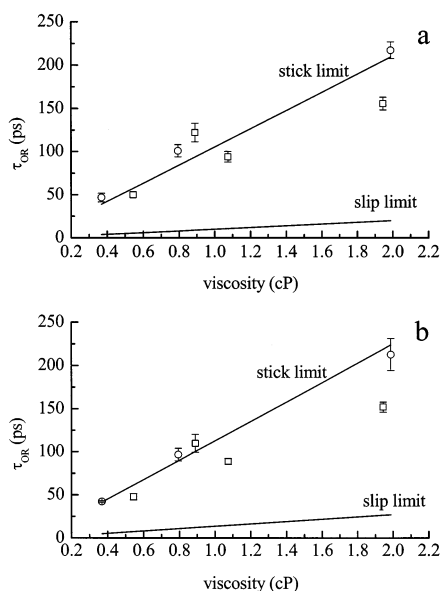 a
250
200
150
100
50
0
τOR (ps)
stick limit
slip limit
0.2 0.4 0.6 0.8 1.0 1.2 1.4 1.6 1.8 2.0 2.2
viscosity (cP)
b
250
200
150
100
50
0
τOR (ps)
stick limit
slip limit
0.2 0.4 0.6 0.8 1.0 1.2 1.4 1.6 1.8 2.0 2.2
viscosity (cP)